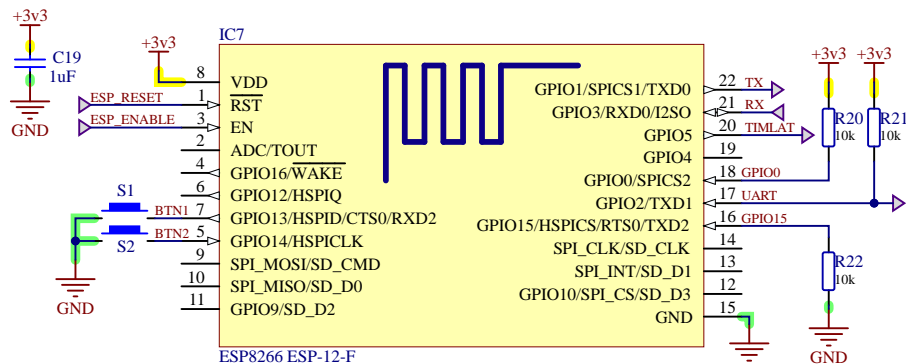 +3v3
C19
1uF
GND
+3v3
ESP_RESET
ESP_ENABLE
S1
BTN1
BTN2
S2
GND
IC7
8 VDD
1 RST
3 EN
2 ADC/TOUT
4 GPIO16/WAKE
6 GPIO12/HSPIQ
7 GPIO13/HSPID/CTS0/RXD2
5 GPIO14/HSPICLK
9 SPI_MOSI/SD_CMD
10 SPI_MISO/SD_D0
11 GPIO9/SD_D2
GPIO1/SPICS1/TXD0 22 TX
GPIO3/RXD0/I2SO 21 RX
GPIO5 20 TIMLAT
GPIO4 19
GPIO0/SPICS2 18 GPIO0
GPIO2/TXD1 17 UART
GPIO15/HSPICS/RTS0/TXD2 16 GPIO15
SPI_CLK/SD_CLK 14
SPI_INT/SD_D1 13
GPIO10/SPI_CS/SD_D3 12
GND 15
ESP8266 ESP-12-F
GND
+3v3
R20
10k
+3v3
R21
10k
R22
10k
GND